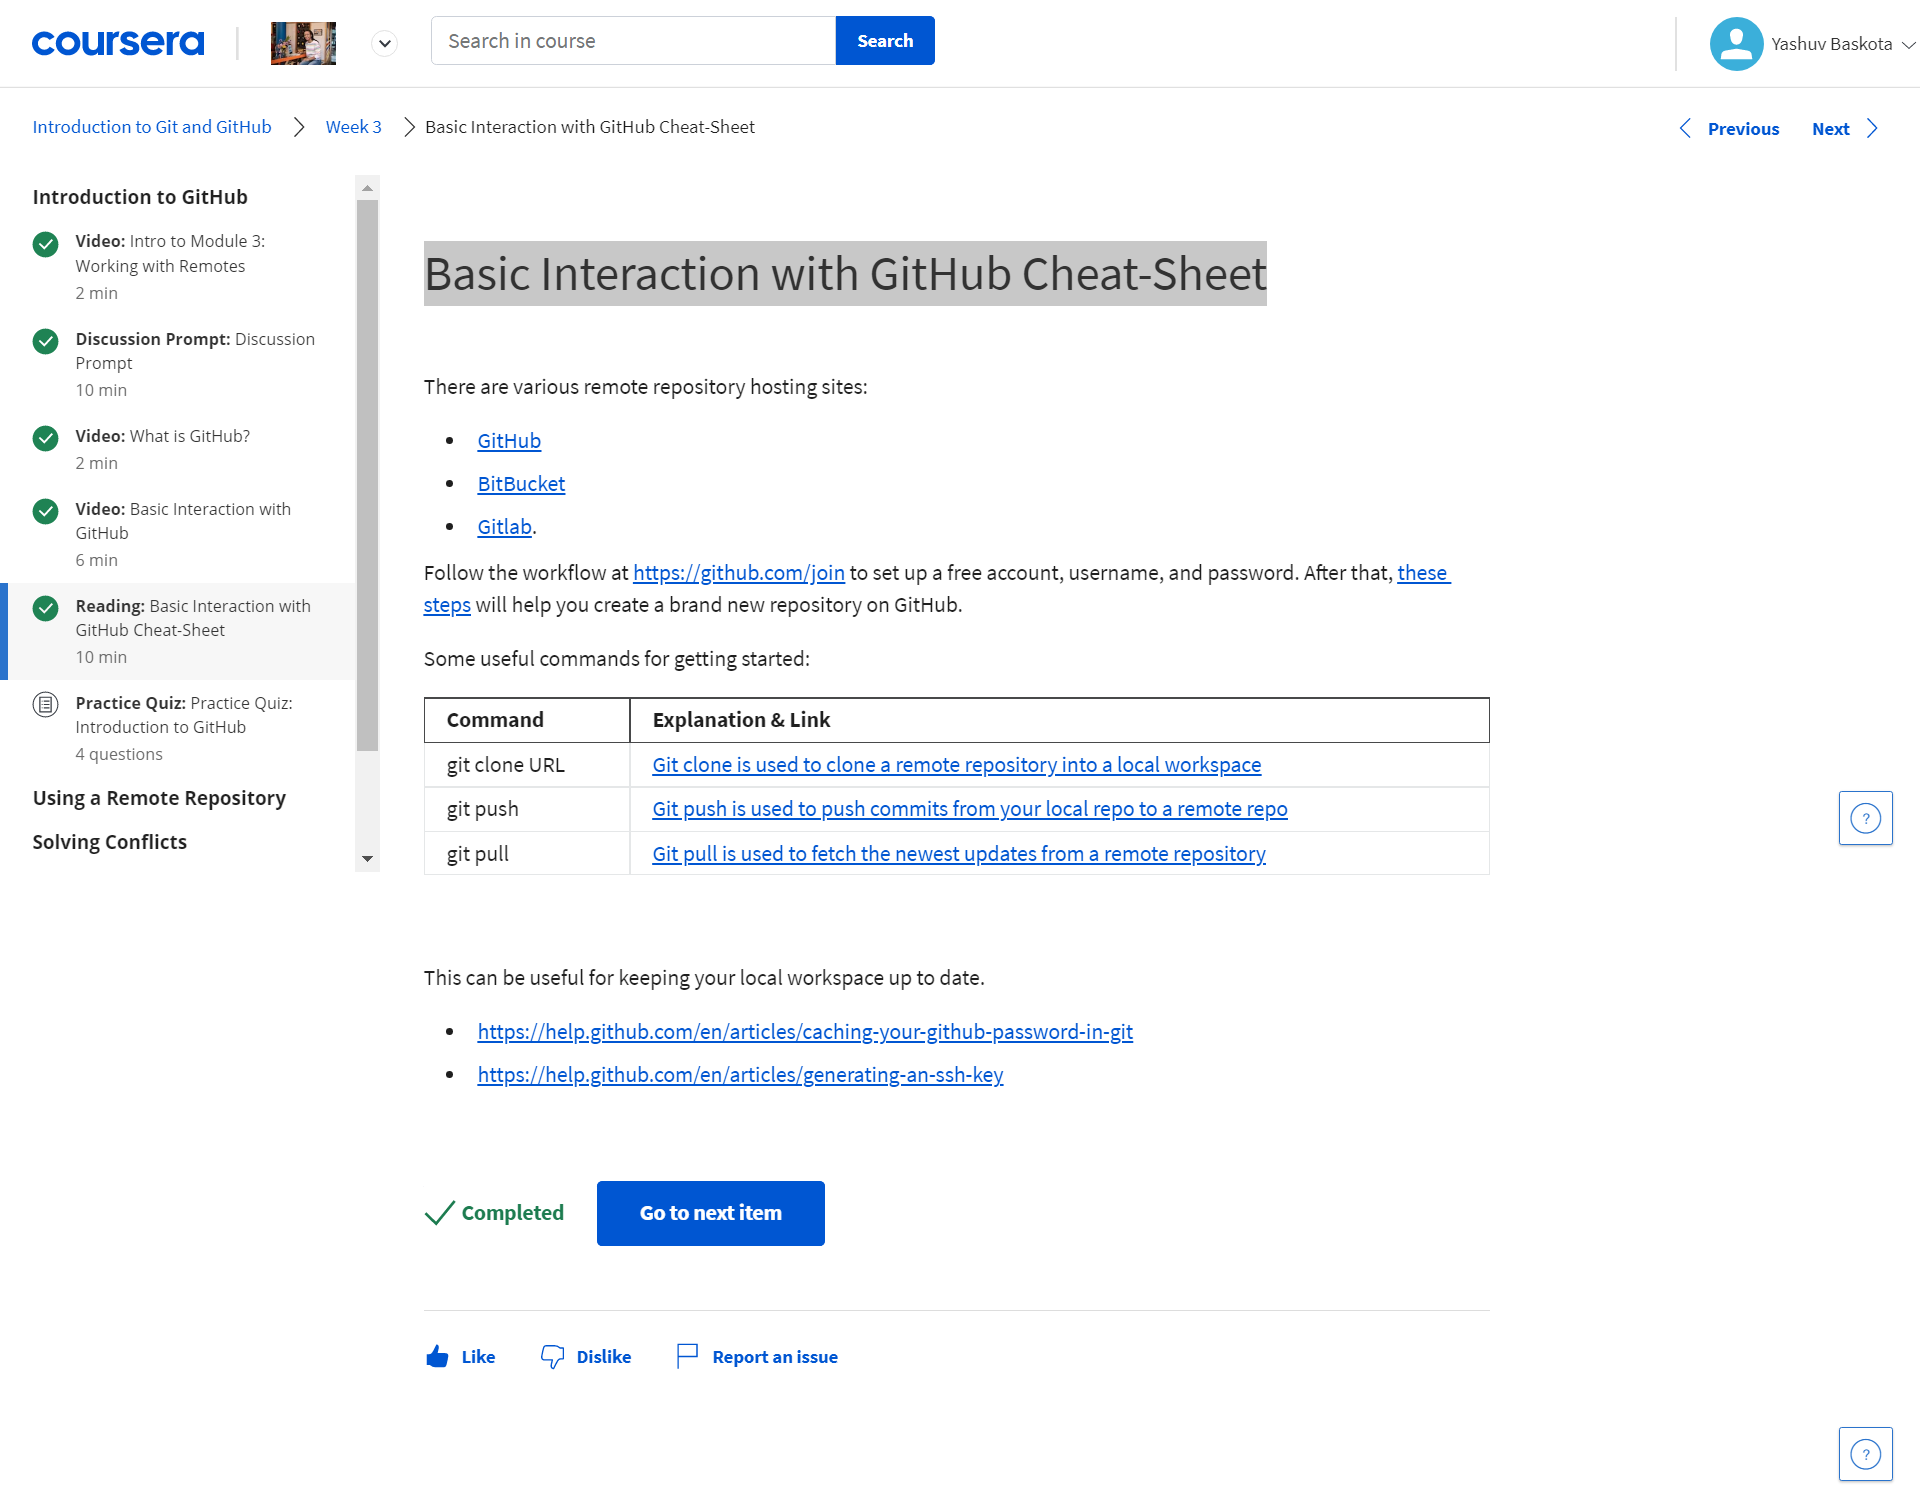 coursera
Search in course
Search
Yashuv Baskota
Introduction to Git and GitHub
Week 3
Basic Interaction with GitHub Cheat-Sheet
Previous
Next
Introduction to GitHub
Video: Intro to Module 3:
Working with Remotes
2 min
Discussion Prompt: Discussion
Prompt
10 min
Video: What is GitHub?
2 min
Video: Basic Interaction with
GitHub
6 min
Reading: Basic Interaction with
GitHub Cheat-Sheet
10 min
Practice Quiz: Practice Quiz:
Introduction to GitHub
4 questions
Using a Remote Repository
Solving Conflicts
Basic Interaction with GitHub Cheat-Sheet
There are various remote repository hosting sites:
GitHub
BitBucket
Gitlab.
Follow the workflow at https://github.com/join to set up a free account, username, and password. After that, these
steps will help you create a brand new repository on GitHub.
Some useful commands for getting started:
Command Explanation & Link
git clone URL Git clone is used to clone a remote repository into a local workspace
git push Git push is used to push commits from your local repo to a remote repo
git pull Git pull is used to fetch the newest updates from a remote repository
This can be useful for keeping your local workspace up to date.
https://help.github.com/en/articles/caching-your-github-password-in-git
https://help.github.com/en/articles/generating-an-ssh-key
Completed
Go to next item
Like
Dislike
Report an issue
?
?